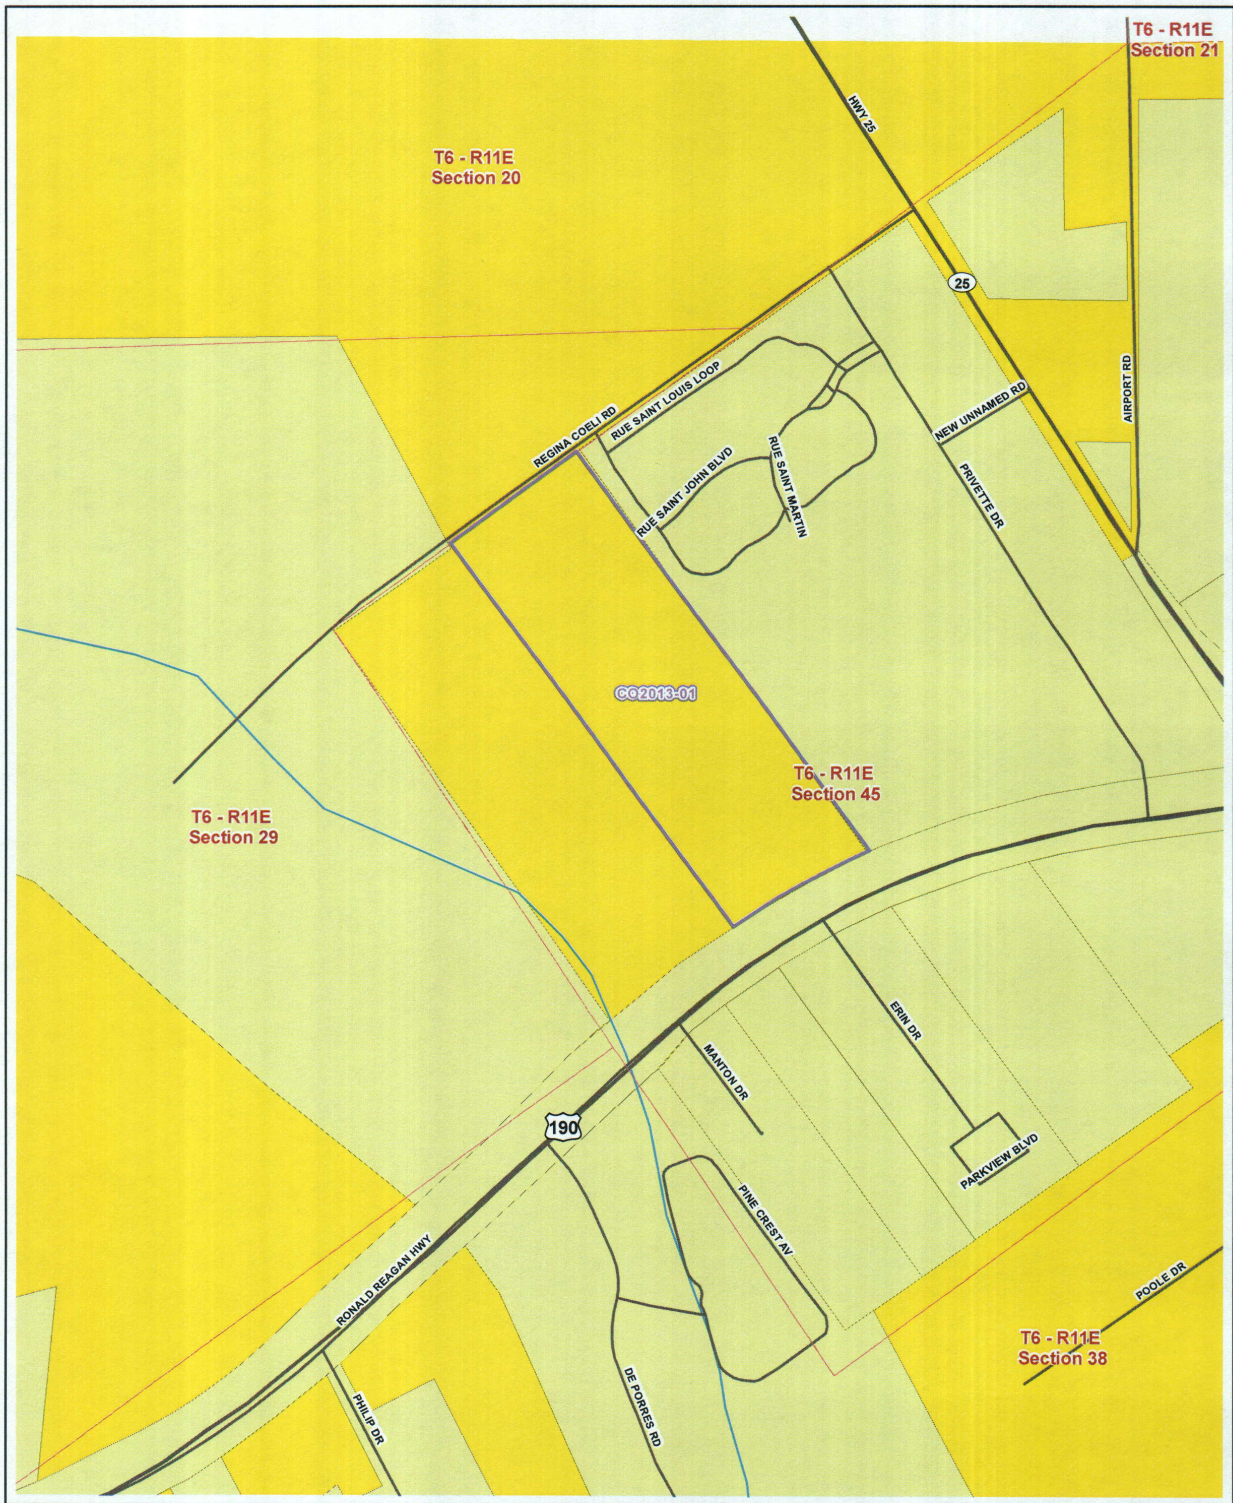 T6 - R11E
Section 21
HWY 25
T6 - R11E
Section 20
25
AIRPORT RD
RUE SAINT LOUIS LOOP
NEW UNNAMED RD
REGINA COELI RD
RUE SAINT JOHN BLVD
RUE SAINT MARTIN
PRIVETTE DR
CO2013-01
T6 - R11E
Section 45
T6 - R11E
Section 29
ERIN DR
MANTON DR
190
PARKVIEW BLVD
PINE CREST AV
RONALD REAGAN HWY
POOLE DR
T6 - R11E
Section 38
DE PORRES RD
PHILIP DR